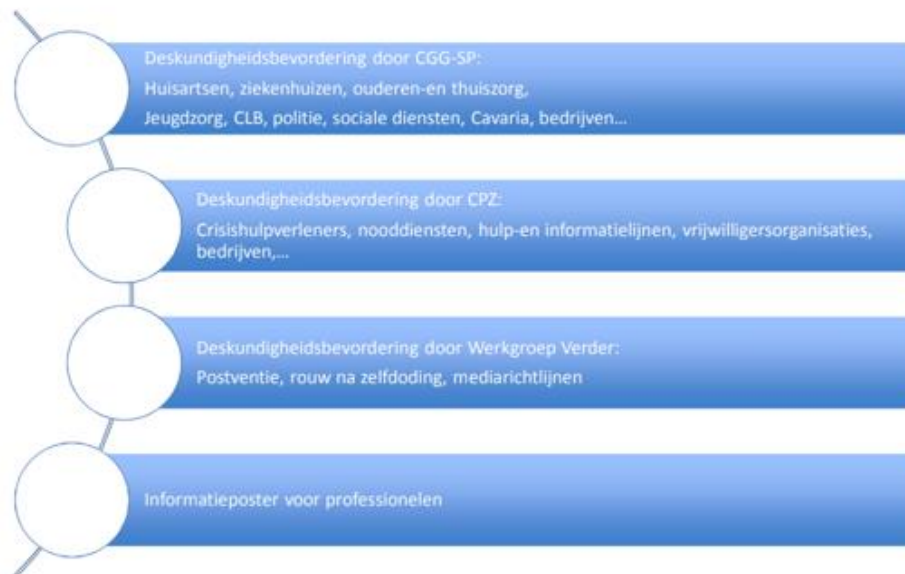 Deskundigheidsbevordering door CGG-SP:
Huisartsen, ziekenhuizen, ouderen-en thuiszorg,
Jeugdzorg, CLB, politie, sociale diensten, Cavaria, bedrijven...
Deskundigheidsbevordering door CPZ:
Crisishulpverleners, nooddiensten, hulp-en informatielijnen, vrijwilligersorganisaties,
bedrijven,...
Deskundigheidsbevordering door Werkgroep Verder:
Postventie, rouw na zelfdoding, mediarichtlijnen
Informatieposter voor professionelen